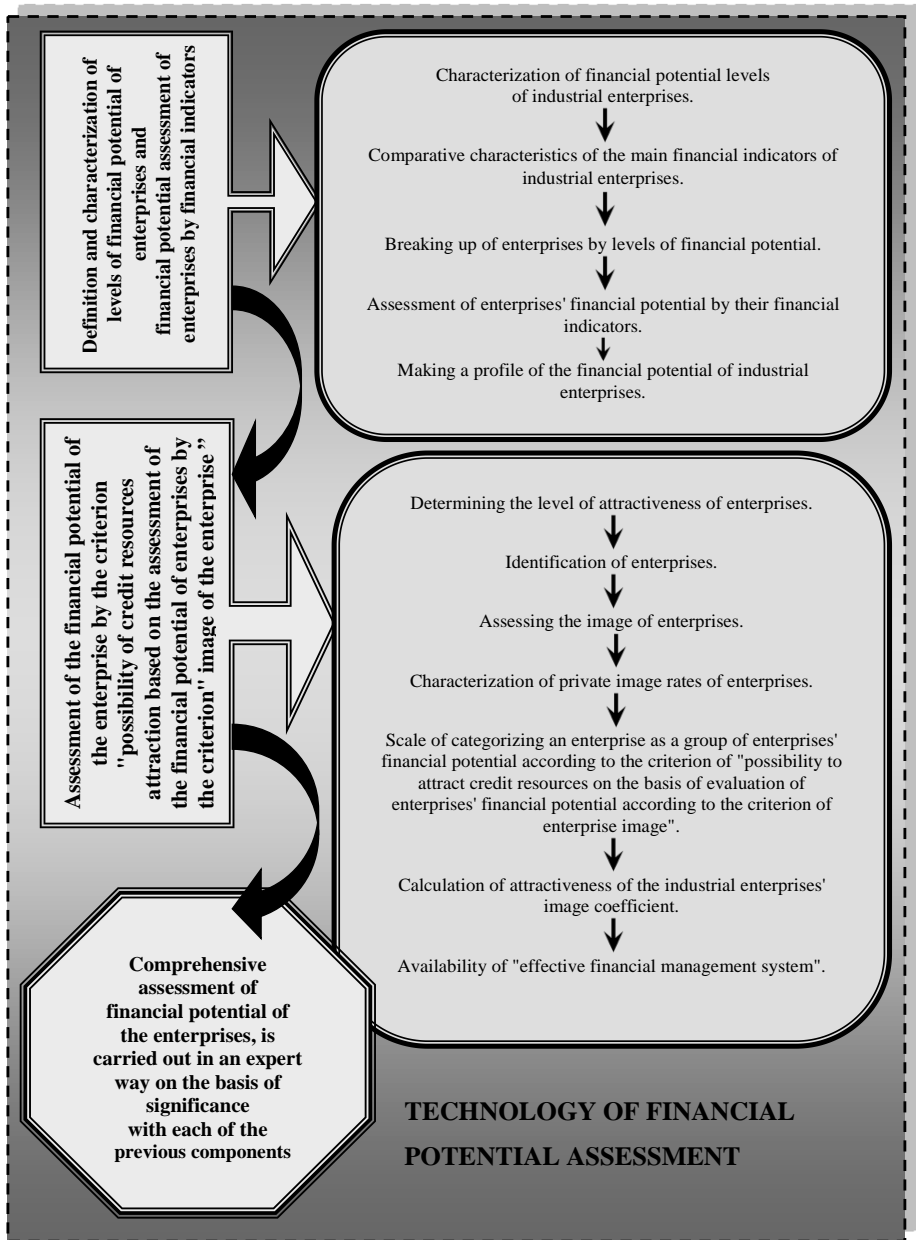 Definition and characterization of
levels of financial potential of
enterprises and
financial potential assessment of
enterprises by financial indicators
Characterization of financial potential levels
of industrial enterprises.
Comparative characteristics of the main financial indicators of
industrial enterprises.
Breaking up of enterprises by levels of financial potential.
Assessment of enterprises' financial potential by their financial
indicators.
Making a profile of the financial potential of industrial
enterprises.
Assessment of the financial potential of
the enterprise by the criterion
"possibility of credit resources
attraction based on the assessment of
the financial potential of enterprises by
the criterion" image of the enterprise”
Determining the level of attractiveness of enterprises.
Identification of enterprises.
Assessing the image of enterprises.
Characterization of private image rates of enterprises.
Scale of categorizing an enterprise as a group of enterprises'
financial potential according to the criterion of "possibility to
attract credit resources on the basis of evaluation of
enterprises' financial potential according to the criterion of
enterprise image".
Calculation of attractiveness of the industrial enterprises'
image coefficient.
Availability of "effective financial management system".
Comprehensive
assessment of
financial potential of
the enterprises, is
carried out in an expert
way on the basis of
significance
with each of the
previous components
TECHNOLOGY OF FINANCIAL
POTENTIAL ASSESSMENT